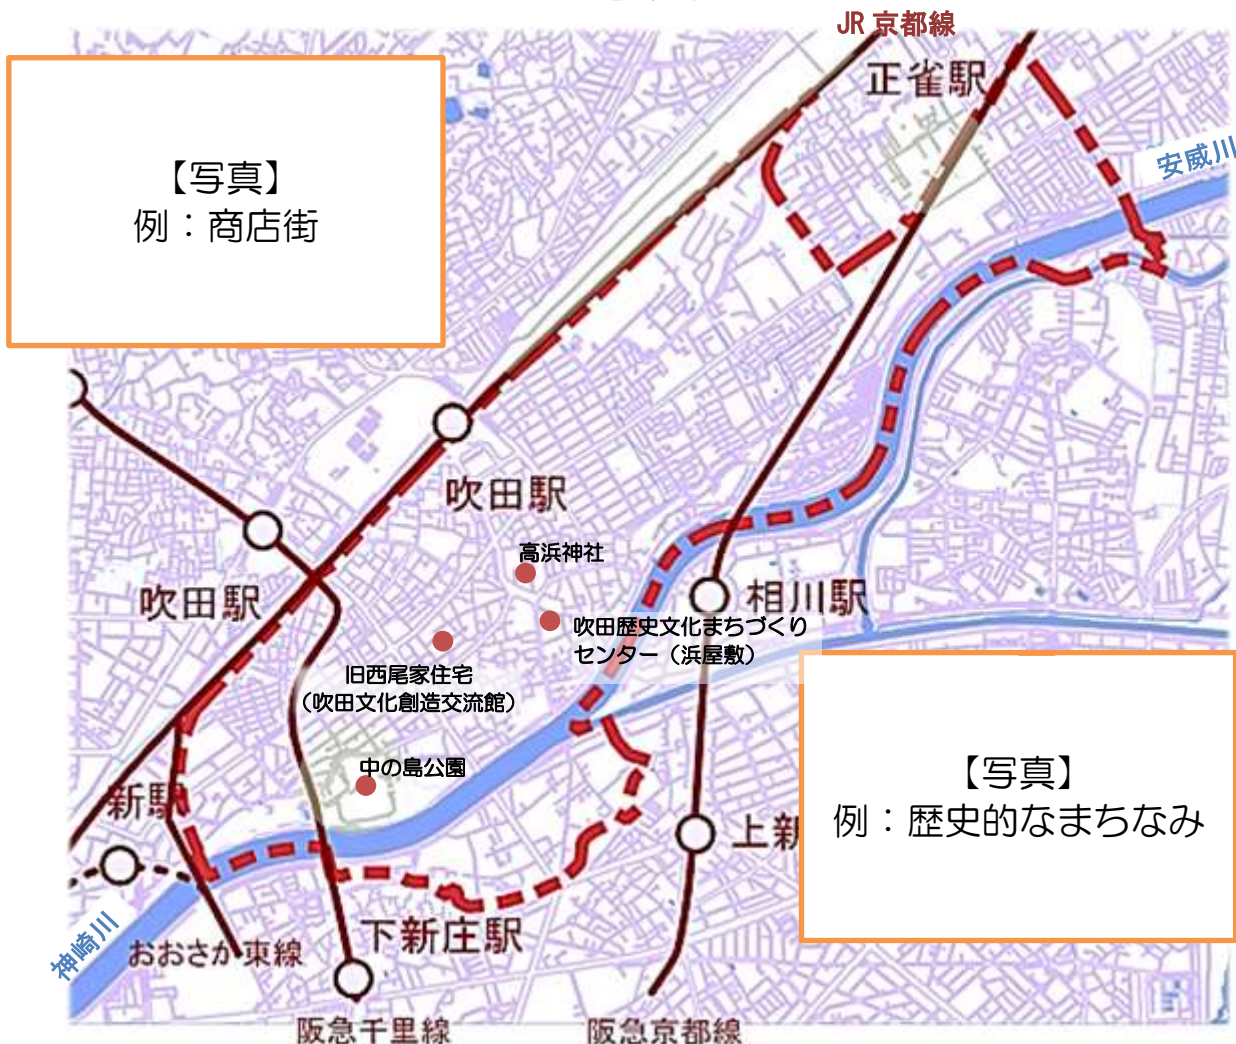 JR 京都線
正雀駅
安威川
【写真】
例：商店街
吹田駅
高浜神社
吹田駅
相川駅
吹田歴史文化まちづくり
センター（浜屋敷）
旧西尾家住宅
（吹田文化創造交流館）
中の島公園
新駅
上新
【写真】
例：歴史的なまちなみ
下新庄駅
神崎川
おおさか東線
阪急千里線
阪急京都線